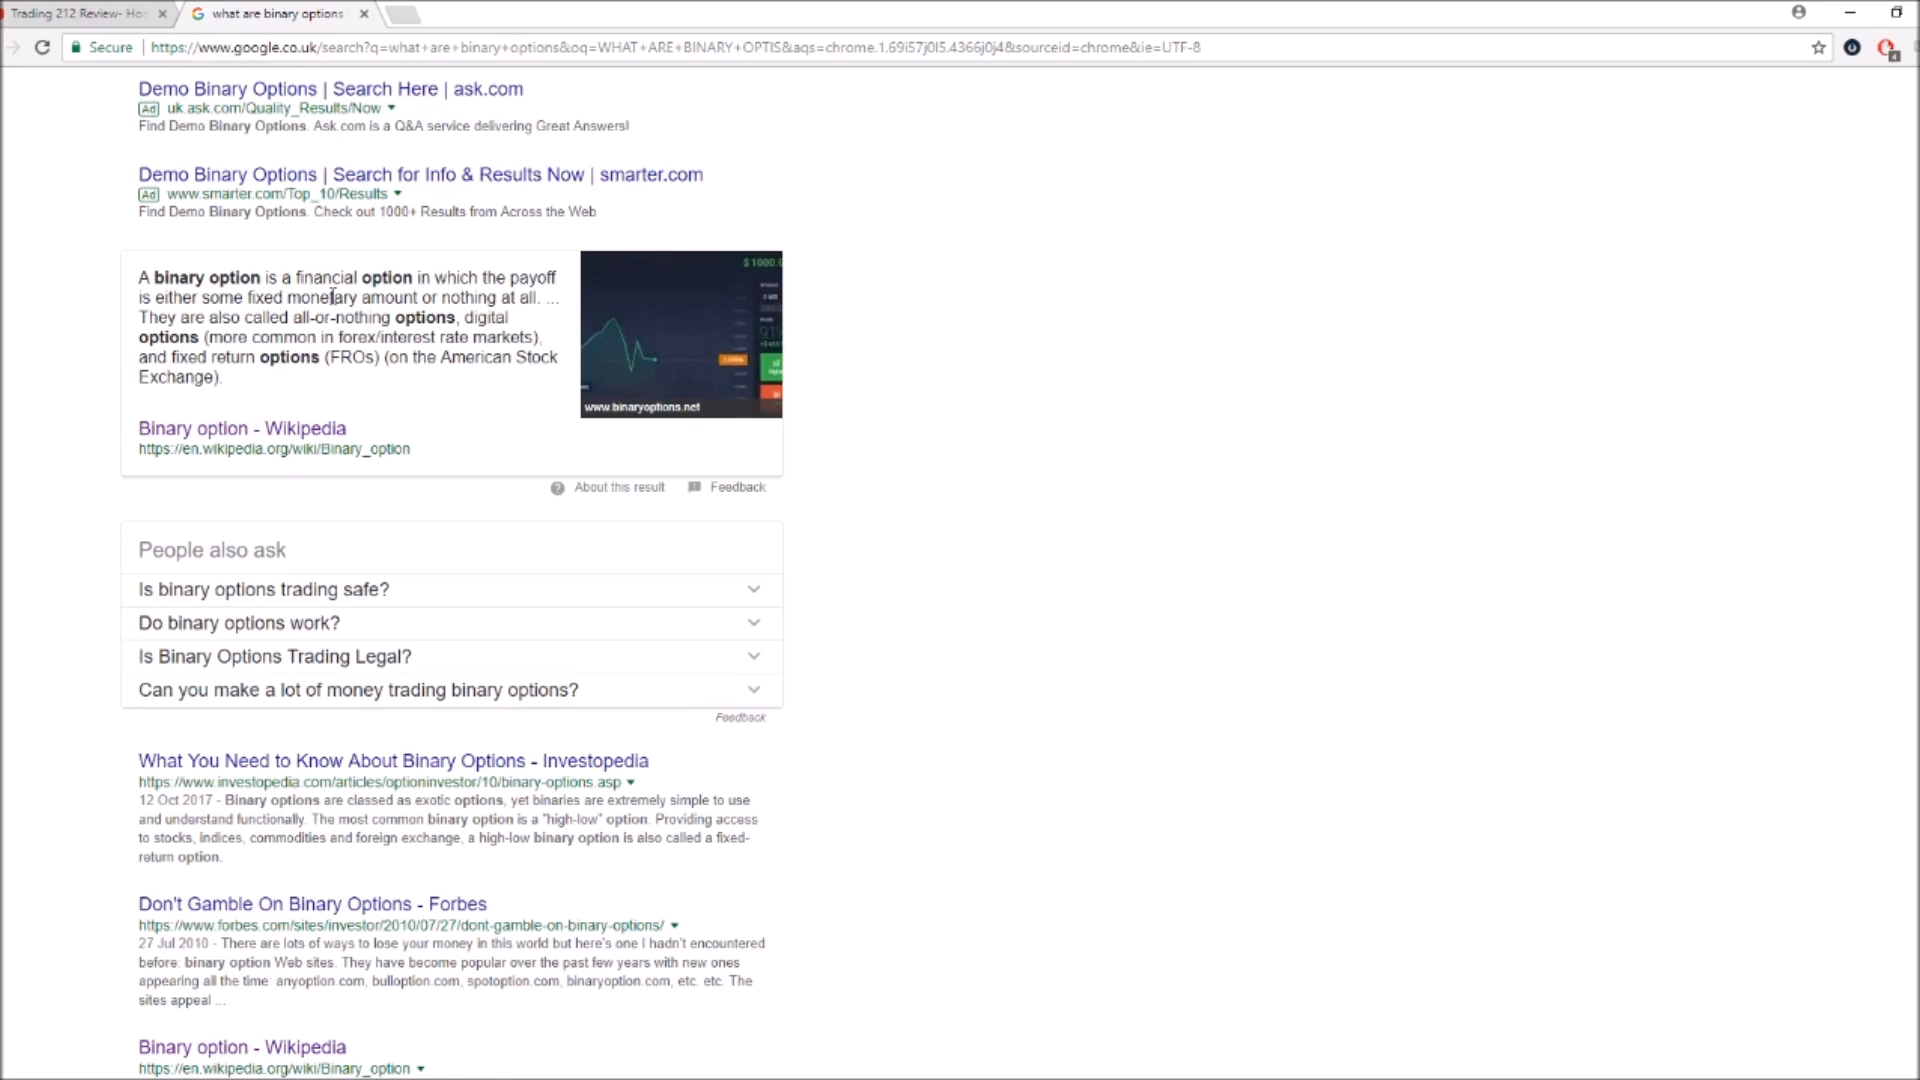 Trading 212 Review- Ho
what are binary options
Secure
https://www.google.co.uk/search?q=what+are+binary+options&oq=WHAT+ARE+BINARY+OPTIS&aqs=chrome.1.69i57j0l5.4366j0j4&sourceid=chrome&ie=UTF-8
4
Demo Binary Options | Search Here | ask.com
Ad uk.ask.com/Quality_Results/Now
Find Demo Binary Options. Ask.com is a Q&A service delivering Great Answers!
Demo Binary Options | Search for Info & Results Now | smarter.com
Ad www.smarter.com/Top_10/Results
Find Demo Binary Options. Check out 1000+ Results from Across the Web
A binary option is a financial option in which the payoff
is either some fixed monetary amount or nothing at all. ...
They are also called all-or-nothing options, digital
options (more common in forex/interest rate markets),
and fixed return options (FROs) (on the American Stock
Exchange).
$1000.
www.binaryoptions.net
Binary option - Wikipedia
https://en.wikipedia.org/wiki/Binary_option
About this result Feedback
People also ask
Is binary options trading safe?
Do binary options work?
Is Binary Options Trading Legal?
Can you make a lot of money trading binary options?
Feedback
What You Need to Know About Binary Options - Investopedia
https://www.investopedia.com/articles/optioninvestor/10/binary-options.asp
12 Oct 2017 - Binary options are classed as exotic options, yet binaries are extremely simple to use
and understand functionally. The most common binary option is a "high-low" option. Providing access
to stocks, indices, commodities and foreign exchange, a high-low binary option is also called a fixed-
return option.
Don't Gamble On Binary Options - Forbes
https://www.forbes.com/sites/investor/2010/07/27/dont-gamble-on-binary-options/
27 Jul 2010 - There are lots of ways to lose your money in this world but here's one I hadn't encountered
before: binary option Web sites. They have become popular over the past few years with new ones
appearing all the time: anyoption.com, bulloption.com, spotoption.com, binaryoption.com, etc. etc. The
sites appeal ...
Binary option - Wikipedia
https://en.wikipedia.org/wiki/Binary_option